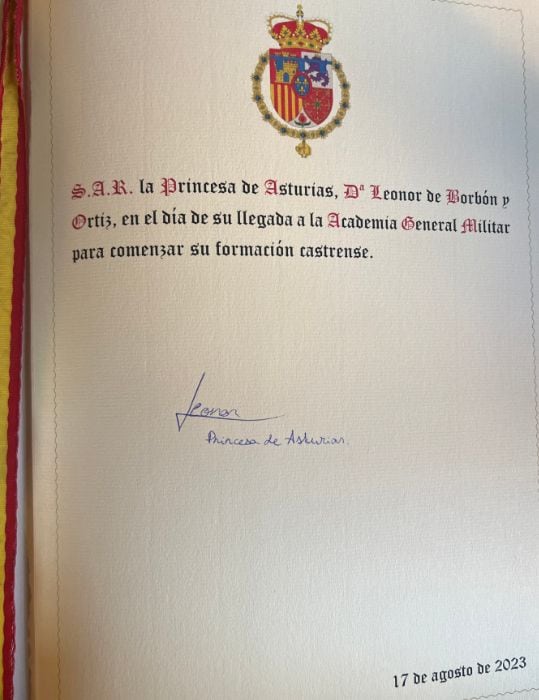 S.A.R. la Princesa de Asturias, Dª Leonor de Borbón y
Ortiz, en el día de su llegada a la Academia General Militar
para comenzar su formación castrense.
Leonor
Princesa de Asturias.
17 de agosto de 2023